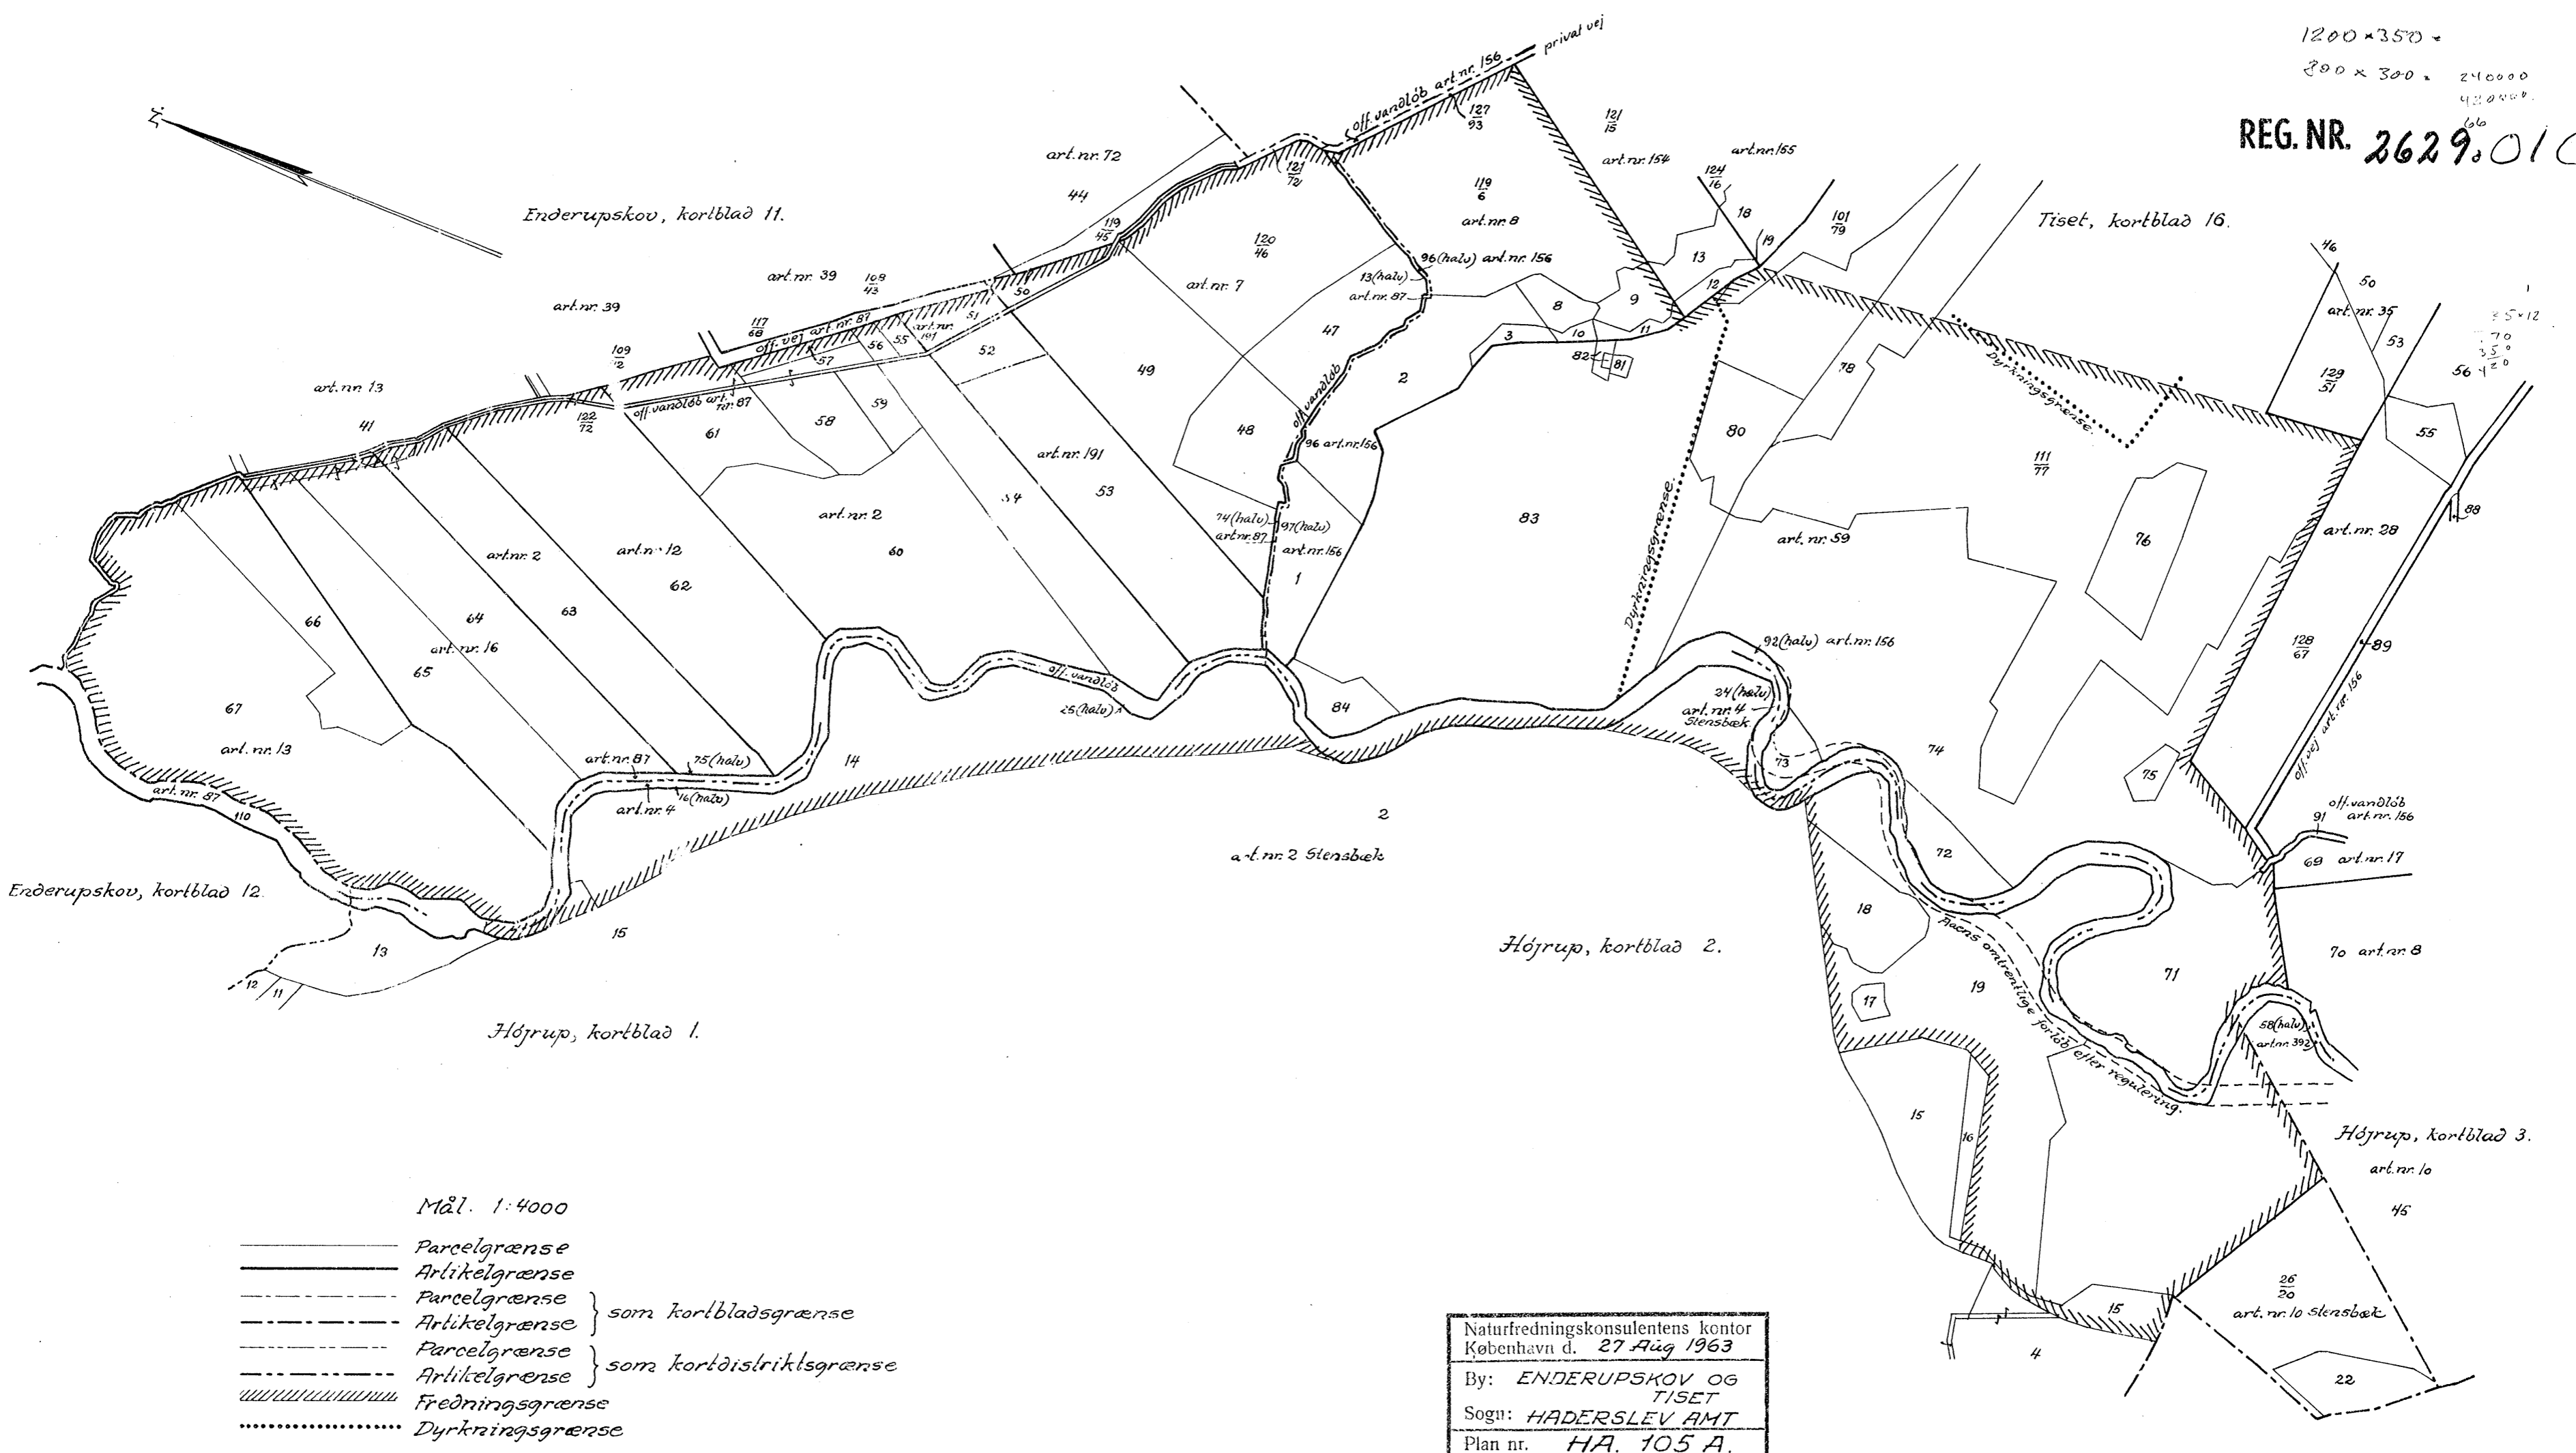 1200 × 350 =
800 × 300 = 240000
420000
REG. NR. 2629.010
N
off. vandløb art. nr. 156
privat vej
127/93
121/15
art. nr. 154
art. nr. 155
art. nr. 72
44
121/72
119/6
art. nr. 8
124/16
18
19
101/79
Tiset, kortblad 16.
Enderupskov, kortblad 11.
119/45
120/46
art. nr. 7
96(halv) art. nr. 156
13(halv)
art. nr. 87
13
12
9
8
10
11
3
82
81
46
50
art. nr. 35
53
129/51
56
55
35×12
70
350
420
art. nr. 39
108/43
art. nr. 39
117/68
off. vej
art. nr. 87
50
51
art. nr. 191
55
56
57
52
109/12
art. nr. 13
41
122/72
off. vandløb art. nr. 87
61
58
59
49
47
48
2
off. vandløb
96 art. nr. 156
78
80
Dyrkningsgrænse.
111/77
76
88
art. nr. 28
art. nr. 191
53
54
art. nr. 2
60
74(halv)
art. nr. 87
97(halv)
art. nr. 156
1
83
Dyrkningsgrænse.
art. nr. 59
art. nr. 2
art. nr. 12
62
63
64
art. nr. 16
65
66
67
art. nr. 13
128/67
89
off. vej art. nr. 156
92(halv) art. nr. 156
24(halv)
art. nr. 4
Stensbæk
off. vandløb
25(halv)
84
73
74
75
art. nr. 87
75(halv)
16(halv)
art. nr. 4
14
art. nr. 87
110
2
art. nr. 2 Stensbæk
72
off. vandløb
91 art. nr. 156
69 art. nr. 17
Enderupskov, kortblad 12.
13
12
11
15
Højrup, kortblad 1.
Højrup, kortblad 2.
18
17
19
Aaens omtrentlige forløb efter regulering.
71
70 art. nr. 8
58(halv)
art. nr. 392
15
16
Højrup, kortblad 3.
art. nr. 10
45
26/20
art. nr. 10 Stensbæk
15
4
22
Mål. 1:4000
Parcelgrænse
Artikelgrænse
Parcelgrænse
Artikelgrænse
som kortbladsgrænse
Parcelgrænse
Artikelgrænse
som kortdistriktsgrænse
Fredningsgrænse
Dyrkningsgrænse
Naturfredningskonsulentens kontor
København d. 27 Aug 1963
By: ENDERUPSKOV OG
TISET
Sogn: HADERSLEV AMT
Plan nr. HA. 105 A.